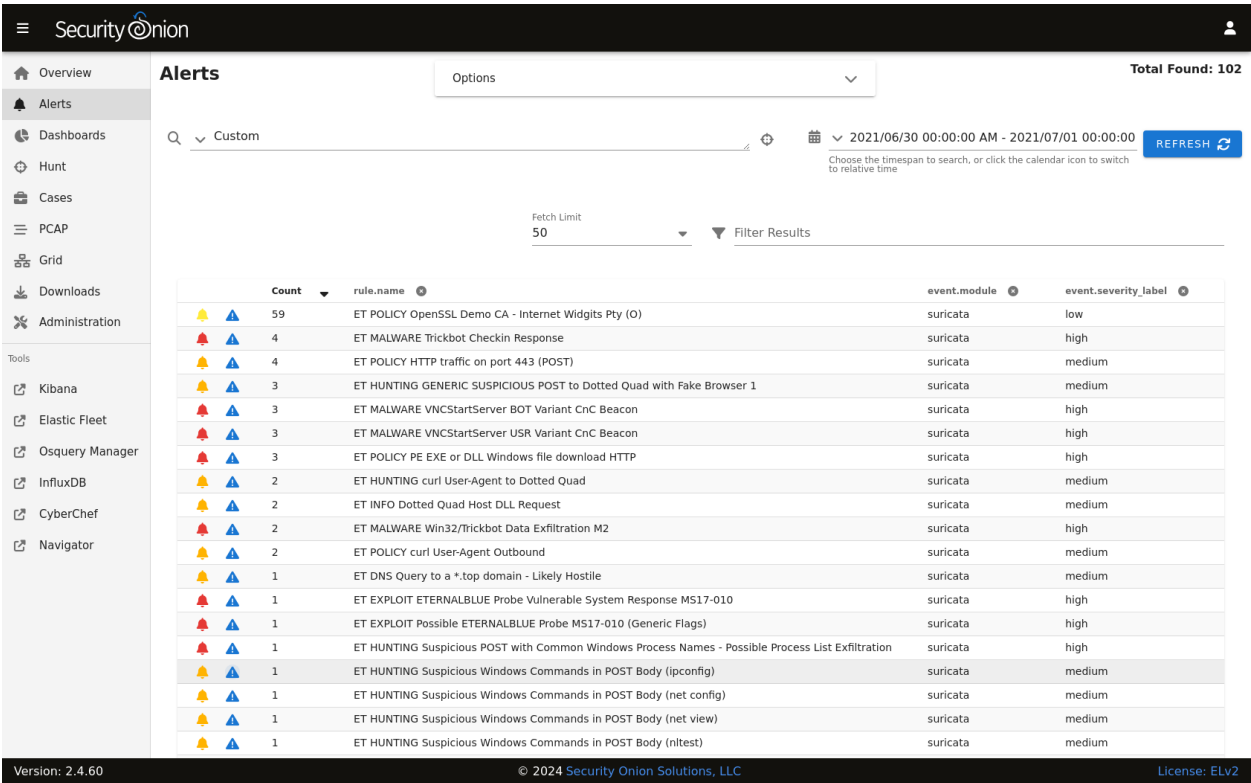 Security Onion
Overview
Alerts
Dashboards
Hunt
Cases
PCAP
Grid
Downloads
Administration
Tools
Kibana
Elastic Fleet
Osquery Manager
InfluxDB
CyberChef
Navigator
Alerts
Options
Total Found: 102
Custom
2021/06/30 00:00:00 AM - 2021/07/01 00:00:00
REFRESH
Choose the timespan to search, or click the calendar icon to switch
to relative time
Fetch Limit
50
Filter Results
Count rule.name event.module event.severity_label
59 ET POLICY OpenSSL Demo CA - Internet Widgits Pty (O) suricata low
4 ET MALWARE Trickbot Checkin Response suricata high
4 ET POLICY HTTP traffic on port 443 (POST) suricata medium
3 ET HUNTING GENERIC SUSPICIOUS POST to Dotted Quad with Fake Browser 1 suricata medium
3 ET MALWARE VNCStartServer BOT Variant CnC Beacon suricata high
3 ET MALWARE VNCStartServer USR Variant CnC Beacon suricata high
3 ET POLICY PE EXE or DLL Windows file download HTTP suricata high
2 ET HUNTING curl User-Agent to Dotted Quad suricata medium
2 ET INFO Dotted Quad Host DLL Request suricata medium
2 ET MALWARE Win32/Trickbot Data Exfiltration M2 suricata high
2 ET POLICY curl User-Agent Outbound suricata medium
1 ET DNS Query to a *.top domain - Likely Hostile suricata medium
1 ET EXPLOIT ETERNALBLUE Probe Vulnerable System Response MS17-010 suricata high
1 ET EXPLOIT Possible ETERNALBLUE Probe MS17-010 (Generic Flags) suricata high
1 ET HUNTING Suspicious POST with Common Windows Process Names - Possible Process List Exfiltration suricata high
1 ET HUNTING Suspicious Windows Commands in POST Body (ipconfig) suricata medium
1 ET HUNTING Suspicious Windows Commands in POST Body (net config) suricata medium
1 ET HUNTING Suspicious Windows Commands in POST Body (net view) suricata medium
1 ET HUNTING Suspicious Windows Commands in POST Body (nltest) suricata medium
Version: 2.4.60
© 2024 Security Onion Solutions, LLC
License: ELv2